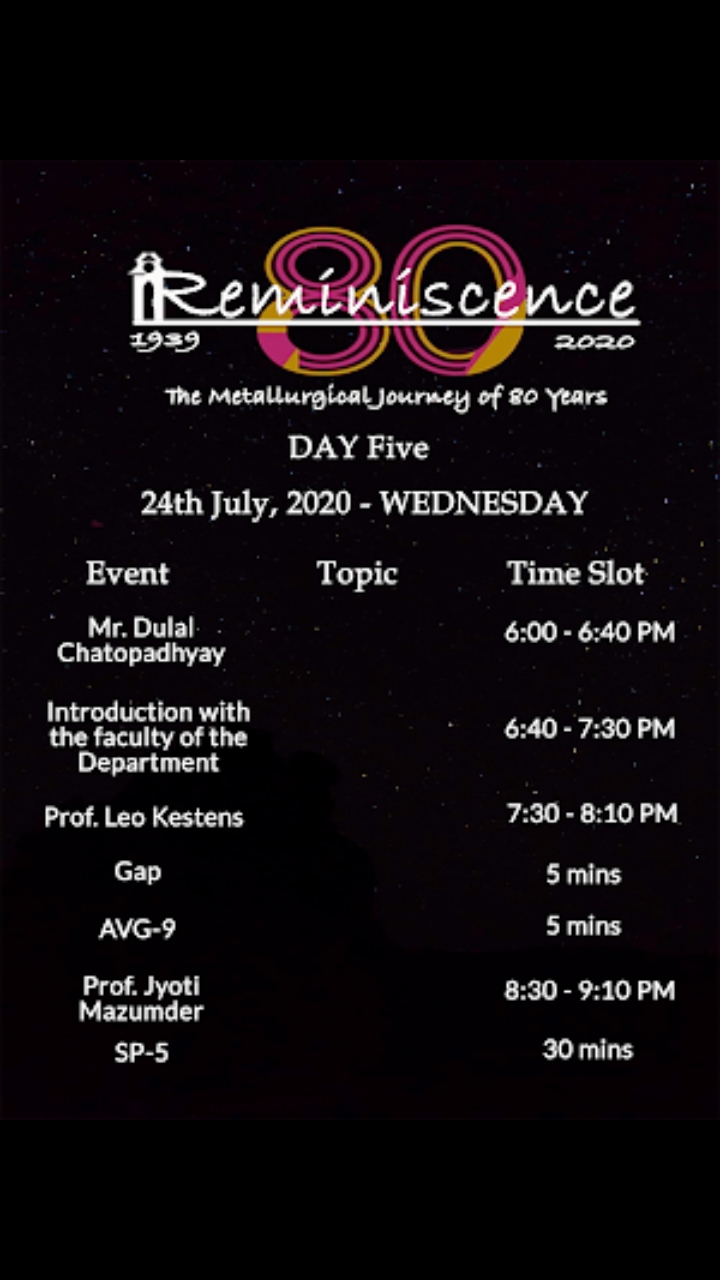 80
Reminiscence
1939 2020
The Metallurgical Journey of 80 Years
DAY Five
24th July, 2020 - WEDNESDAY
Event Topic Time Slot
Mr. Dulal
Chatopadhyay
6:00 - 6:40 PM
Introduction with
the faculty of the
Department
6:40 - 7:30 PM
Prof. Leo Kestens 7:30 - 8:10 PM
Gap 5 mins
AVG-9 5 mins
Prof. Jyoti
Mazumder
8:30 - 9:10 PM
SP-5 30 mins